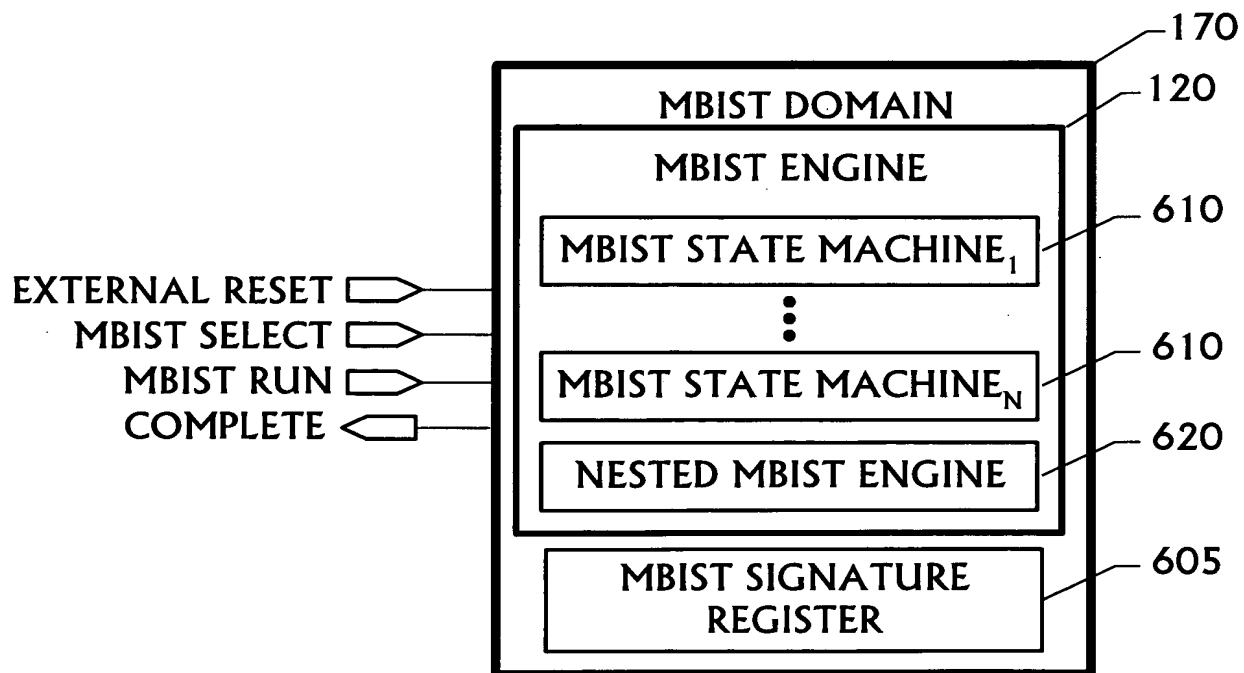 170
MBIST DOMAIN
120
MBIST ENGINE
610
MBIST STATE MACHINE1
EXTERNAL RESET
MBIST SELECT
MBIST RUN
COMPLETE
610
MBIST STATE MACHINEN
620
NESTED MBIST ENGINE
605
MBIST SIGNATURE
REGISTER